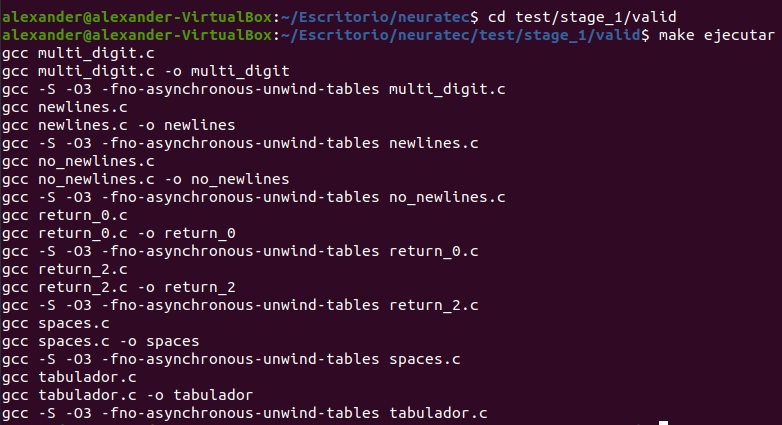 alexander@alexander-VirtualBox:~/Escritorio/neuratec$ cd test/stage_1/valid
alexander@alexander-VirtualBox:~/Escritorio/neuratec/test/stage_1/valid$ make ejecutar
gcc multi_digit.c
gcc multi_digit.c -o multi_digit
gcc -S -O3 -fno-asynchronous-unwind-tables multi_digit.c
gcc newlines.c
gcc newlines.c -o newlines
gcc -S -O3 -fno-asynchronous-unwind-tables newlines.c
gcc no_newlines.c
gcc no_newlines.c -o no_newlines
gcc -S -O3 -fno-asynchronous-unwind-tables no_newlines.c
gcc return_0.c
gcc return_0.c -o return_0
gcc -S -O3 -fno-asynchronous-unwind-tables return_0.c
gcc return_2.c
gcc return_2.c -o return_2
gcc -S -O3 -fno-asynchronous-unwind-tables return_2.c
gcc spaces.c
gcc spaces.c -o spaces
gcc -S -O3 -fno-asynchronous-unwind-tables spaces.c
gcc tabulador.c
gcc tabulador.c -o tabulador
gcc -S -O3 -fno-asynchronous-unwind-tables tabulador.c